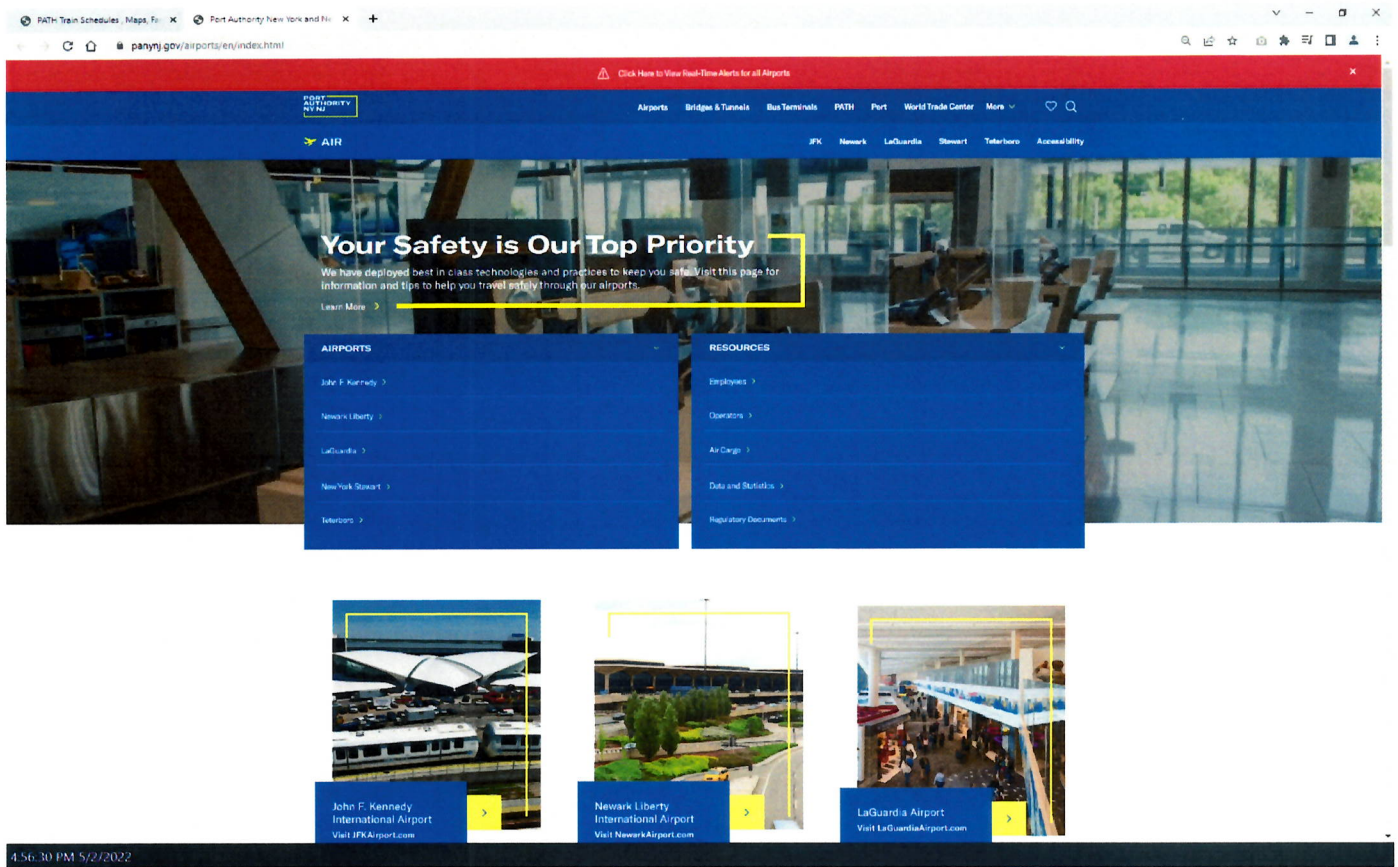 PATH Train Schedules , Maps, Fa
Port Authority New York and Ne
panynj.gov/airports/en/index.html
Click Here to View Real-Time Alerts for all Airports
PORT
AUTHORITY
NY NJ
Airports Bridges & Tunnels Bus Terminals PATH Port World Trade Center More
AIR
JFK Newark LaGuardia Stewart Teterboro Accessibility
Your Safety is Our Top Priority
We have deployed best in class technologies and practices to keep you safe. Visit this page for
information and tips to help you travel safely through our airports.
Learn More
AIRPORTS
John F. Kennedy
Newark Liberty
LaGuardia
New York Stewart
Teterboro
RESOURCES
Employees
Operators
Air Cargo
Data and Statistics
Regulatory Documents
John F. Kennedy
International Airport
Visit JFKAirport.com
Newark Liberty
International Airport
Visit NewarkAirport.com
LaGuardia Airport
Visit LaGuardiaAirport.com
4:56:30 PM 5/2/2022